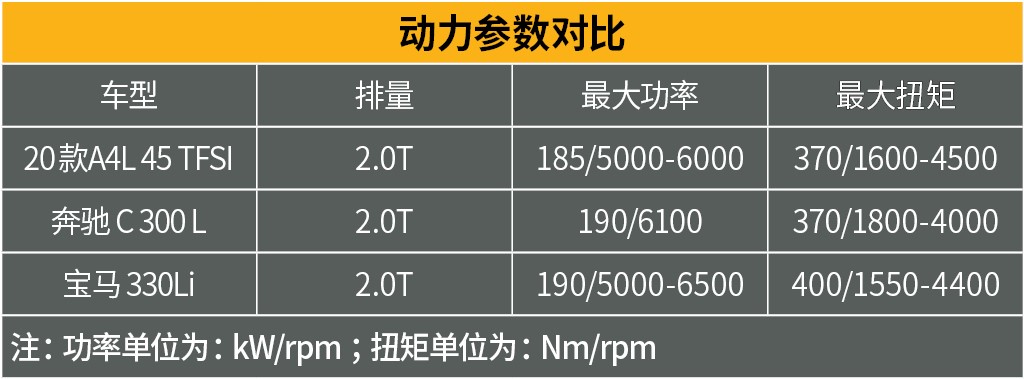 动力参数对比
车型 排量 最大功率 最大扭矩
20款A4L 45 TFSI 2.0T 185/5000-6000 370/1600-4500
奔驰 C 300 L 2.0T 190/6100 370/1800-4000
宝马 330Li 2.0T 190/5000-6500 400/1550-4400
注：功率单位为：kW/rpm；扭矩单位为：Nm/rpm